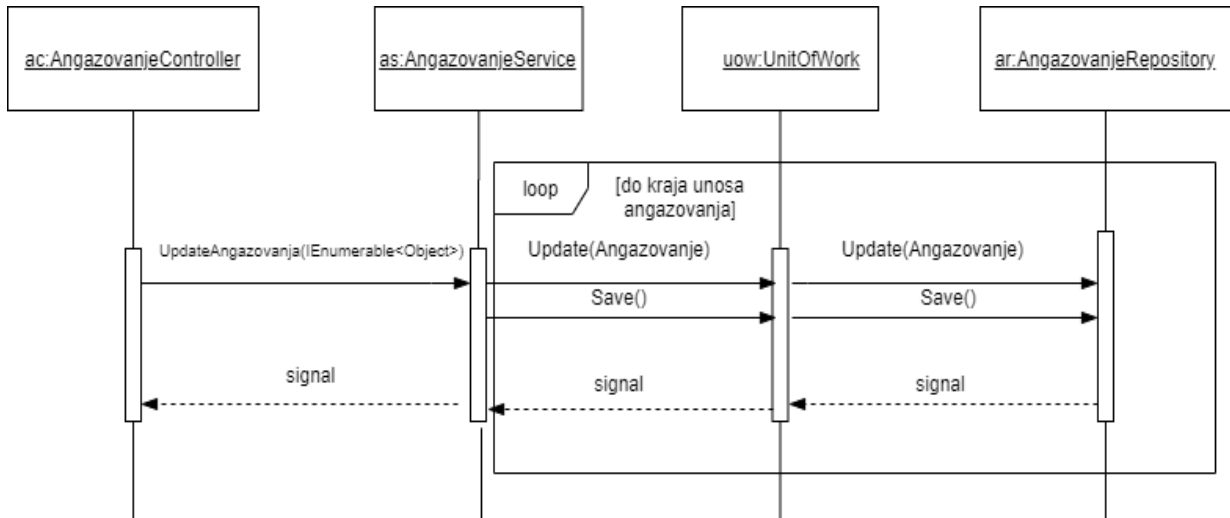 ac:AngazovanjeController
as:AngazovanjeService
uow:UnitOfWork
ar:AngazovanjeRepository
loop
[do kraja unosa
angazovanja]
UpdateAngazovanja(IEnumerable<Object>)
Update(Angazovanje)
Update(Angazovanje)
Save()
Save()
signal
signal
signal